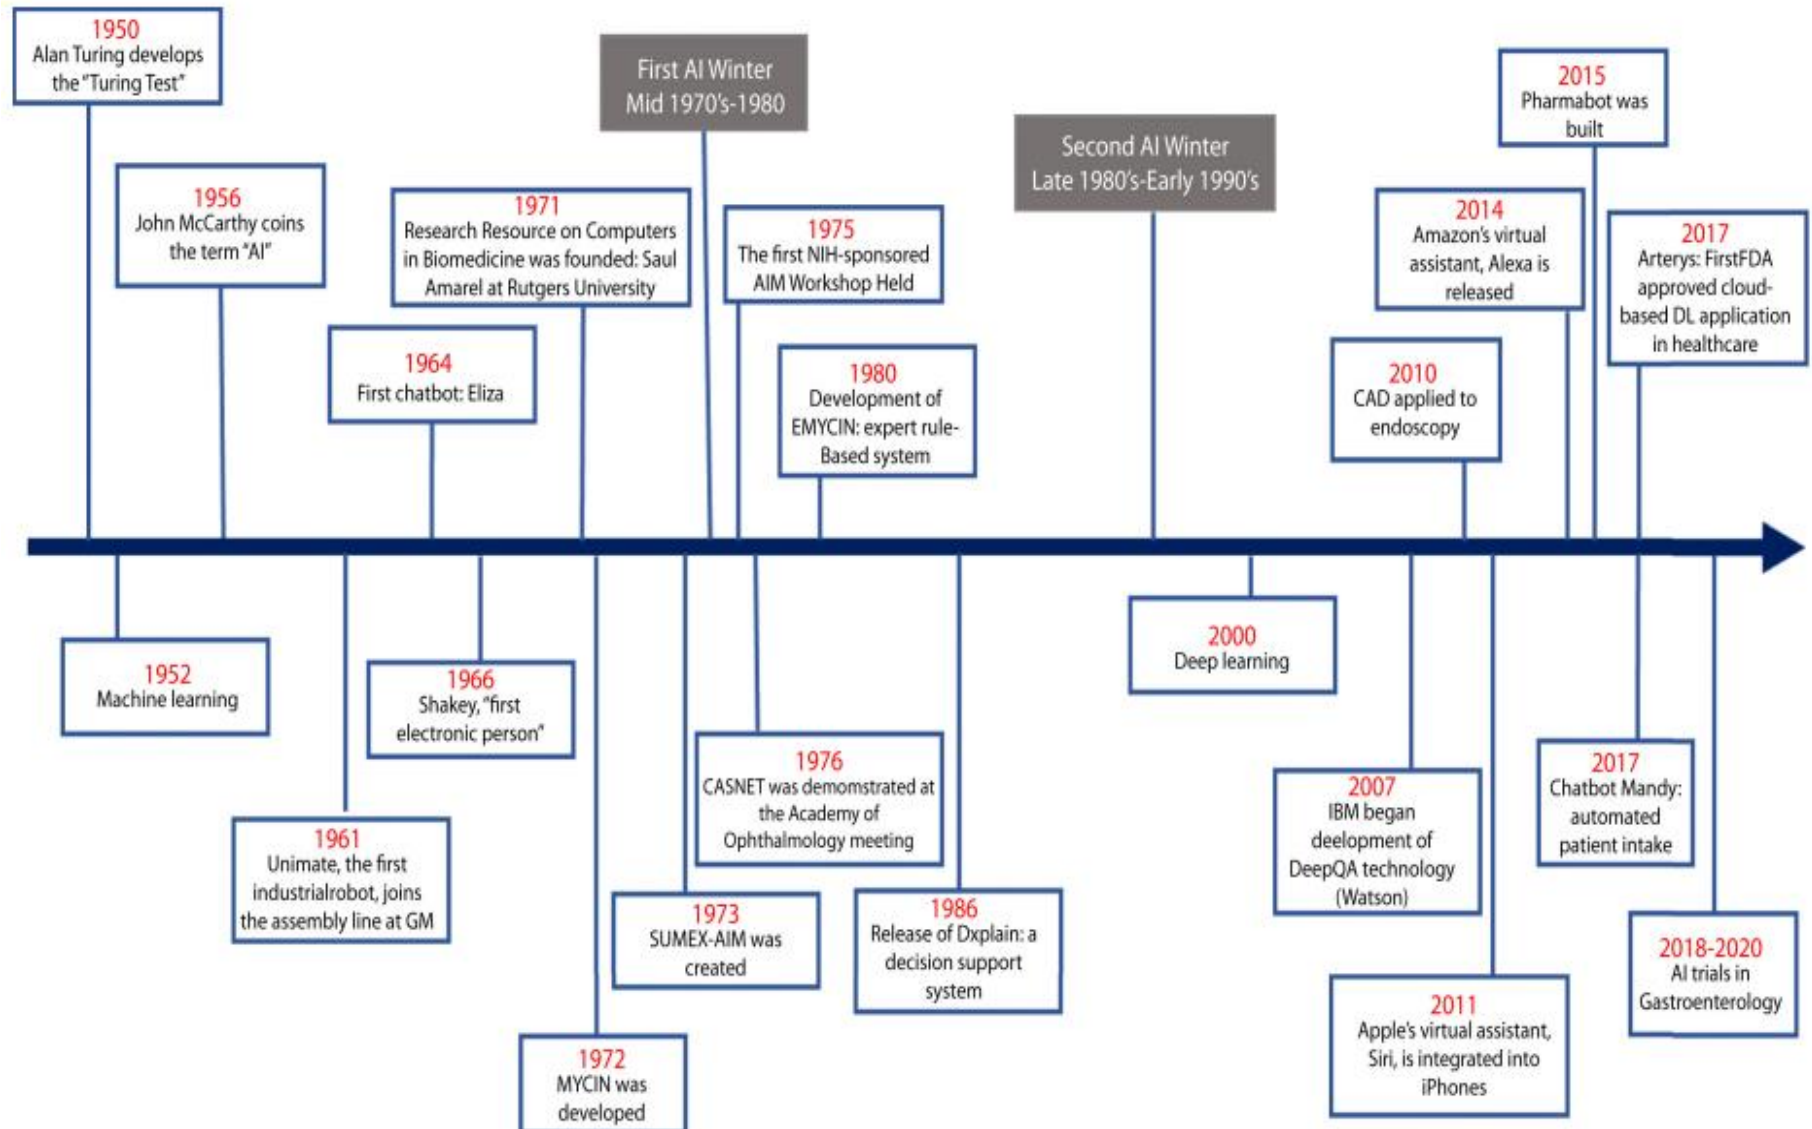 1950
Alan Turing develops
the "Turing Test"
1956
John McCarthy coins
the term "AI"
1964
First chatbot: Eliza
1971
Research Resource on Computers
in Biomedicine was founded: Saul
Amarel at Rutgers University
First AI Winter
Mid 1970's-1980
1975
The first NIH-sponsored
AIM Workshop Held
1980
Development of
EMYCIN: expert rule-
Based system
Second AI Winter
Late 1980's-Early 1990's
2010
CAD applied to
endoscopy
2014
Amazon's virtual
assistant, Alexa is
released
2015
Pharmabot was
built
2017
Arterys: FirstFDA
approved cloud-
based DL application
in healthcare
1952
Machine learning
1961
Unimate, the first
industrialrobot, joins
the assembly line at GM
1966
Shakey, "first
electronic person"
1972
MYCIN was
developed
1973
SUMEX-AIM was
created
1976
CASNET was demomstrated at
the Academy of
Ophthalmology meeting
1986
Release of Dxplain: a
decision support
system
2000
Deep learning
2007
IBM began
deelopment of
DeepQA technology
(Watson)
2011
Apple's virtual assistant,
Siri, is integrated into
iPhones
2017
Chatbot Mandy:
automated
patient intake
2018-2020
AI trials in
Gastroenterology